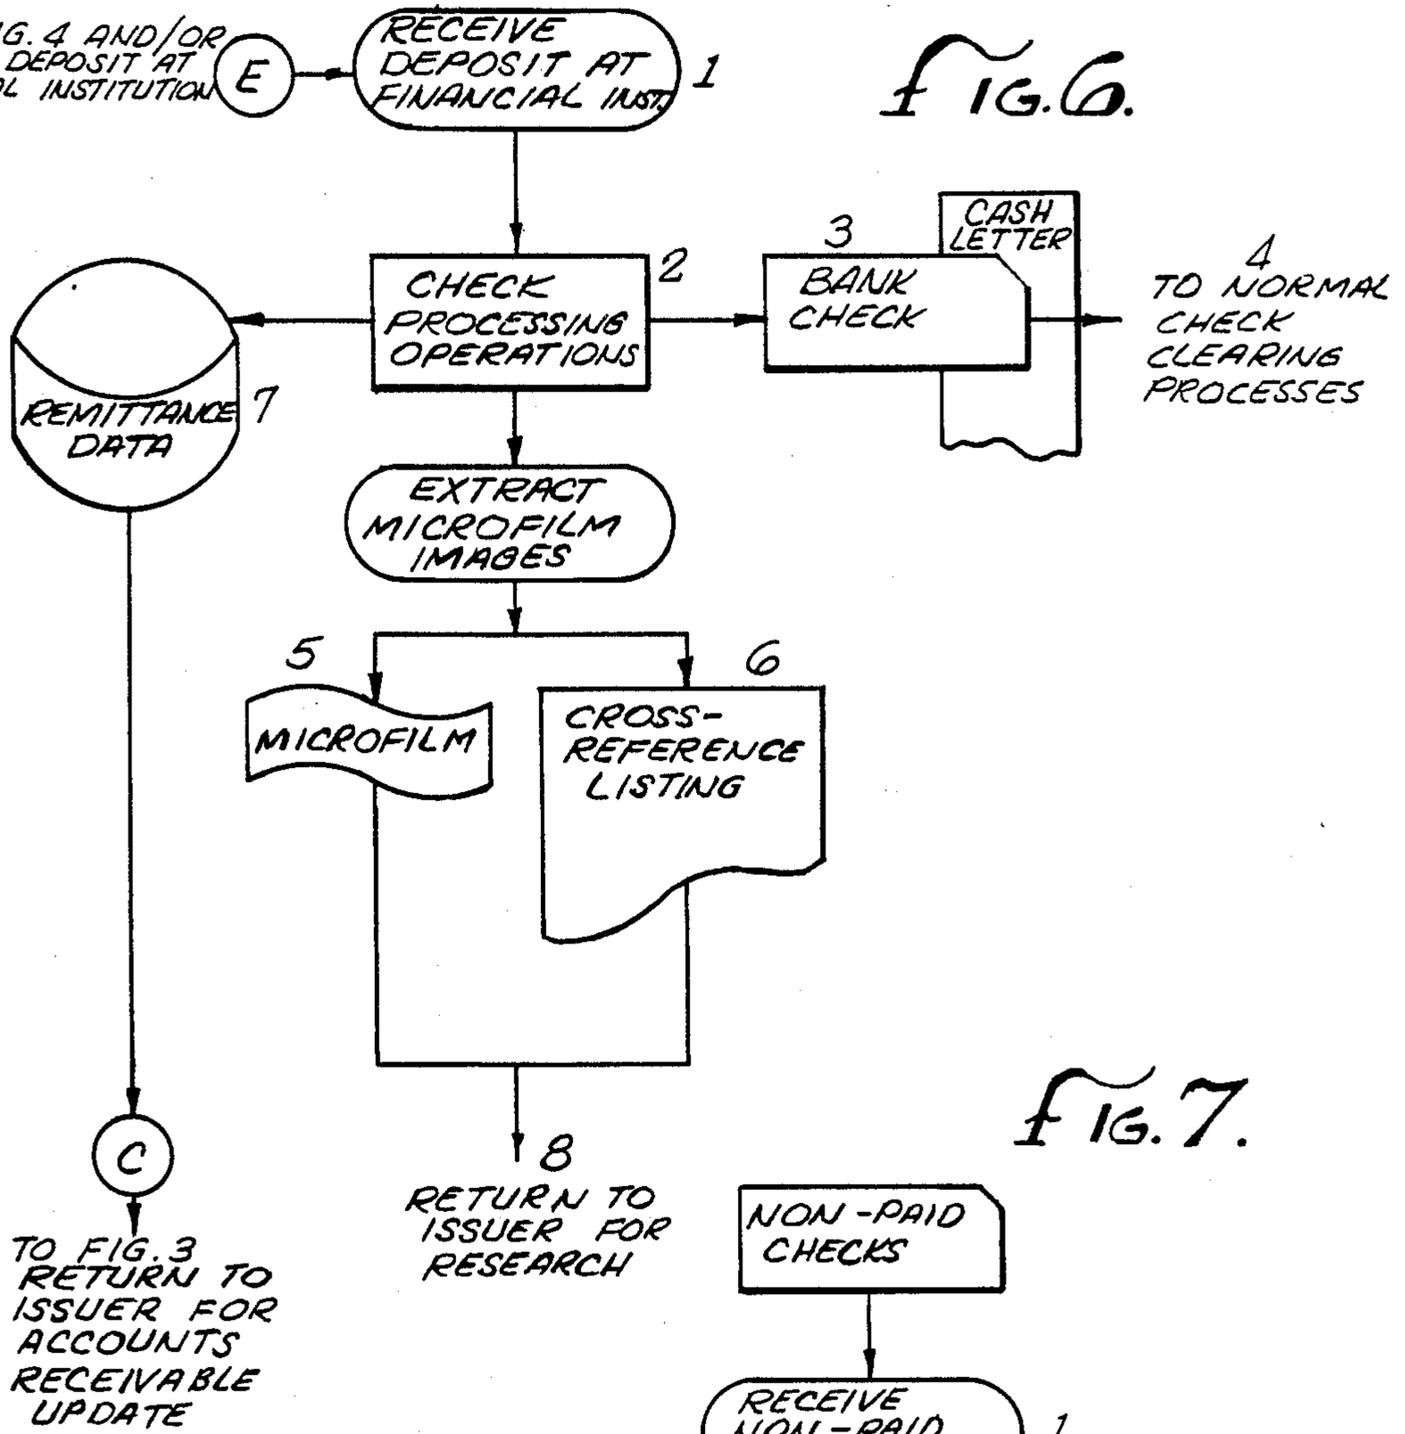 G. 4 AND/OR
DEPOSIT AT
AL INSTITUTION
E
RECEIVE
DEPOSIT AT
FINANCIAL INST.
1
FIG. 6.
CHECK
PROCESSING
OPERATIONS
2
3
BANK
CHECK
CASH
LETTER
4
TO NORMAL
CHECK
CLEARING
PROCESSES
REMITTANCE
DATA
7
EXTRACT
MICROFILM
IMAGES
5
MICROFILM
6
CROSS-
REFERENCE
LISTING
C
TO FIG. 3
RETURN TO
ISSUER FOR
ACCOUNTS
RECEIVABLE
UPDATE
8
RETURN TO
ISSUER FOR
RESEARCH
FIG. 7.
NON-PAID
CHECKS
RECEIVE
NON-PAID
1